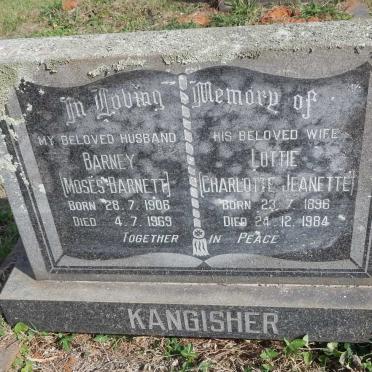 In Loving Memory of
MY BELOVED HUSBAND
BARNEY
(MOSES BARNETT)
BORN 28.7.1906
DIED 4.7.1969
HIS BELOVED WIFE
LOTTIE
(CHARLOTTE JEANETTE)
BORN 23.7.1896
DIED 24.12.1984
TOGETHER IN PEACE
KANGISHER